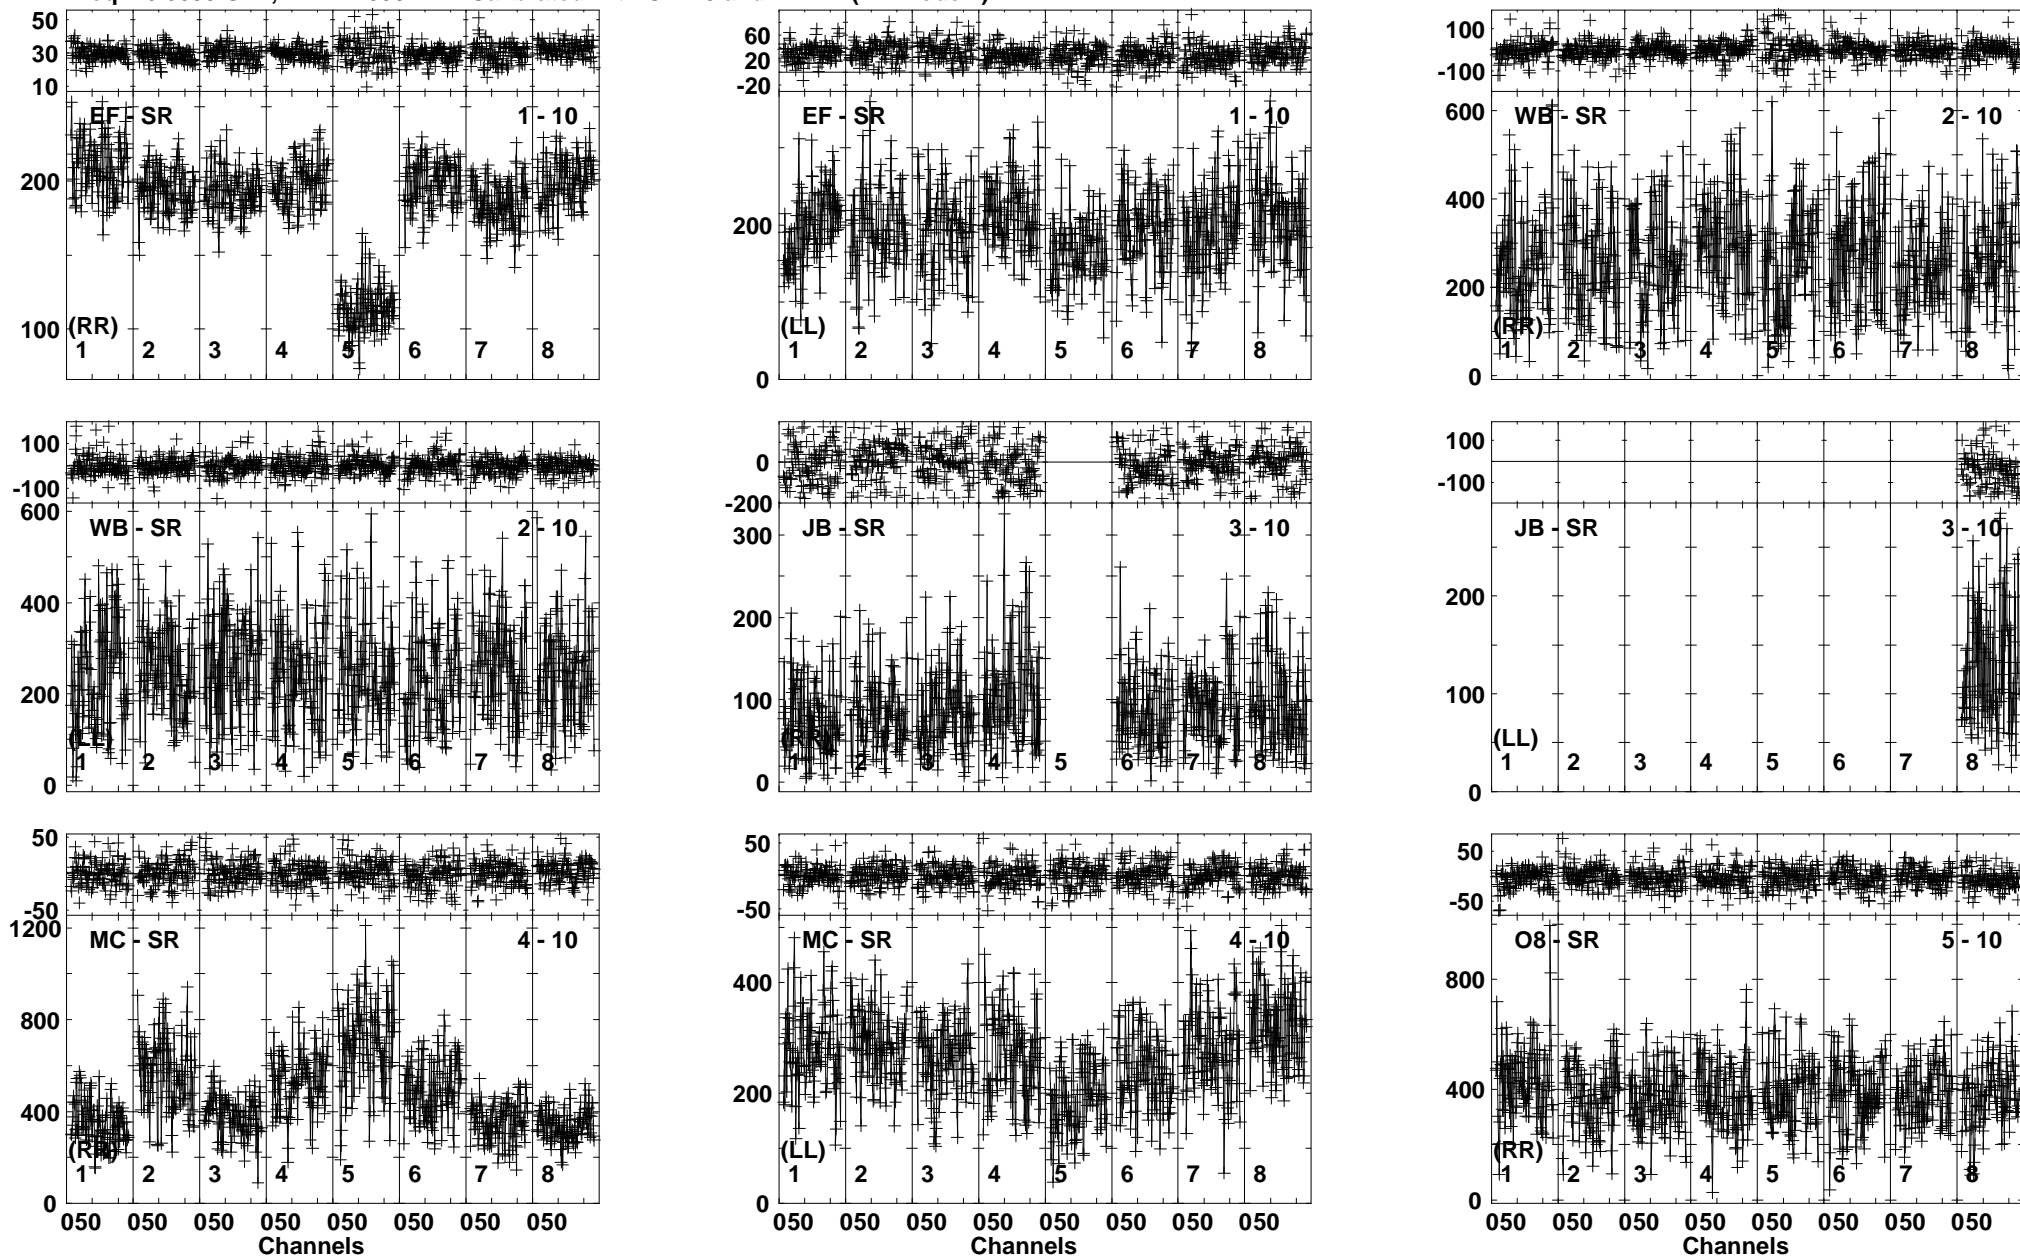 50 30 10
EF - SR 1 - 10
200 100
(RR)
1 2 3 4 5 6 7 8
60 20 -20
EF - SR 1 - 10
200 0
(LL)
1 2 3 4 5 6 7 8
100 -100
WB - SR 2 - 10
600 400 200 0
(RR)
1 2 3 4 5 6 7 8
100 -100
WB - SR 2 - 10
600 400 200 0
(LL)
1 2 3 4 5 6 7 8
0 -200
JB - SR 3 - 10
300 200 100 0
(RR)
1 2 3 4 5 6 7 8
100 -100
JB - SR 3 - 10
200 100 0
(LL)
1 2 3 4 5 6 7 8
50 -50
MC - SR 4 - 10
1200 800 400 0
(RR)
1 2 3 4 5 6 7 8
050 050 050 050 050 050 050 050
Channels
50 -50
MC - SR 4 - 10
400 200 0
(LL)
1 2 3 4 5 6 7 8
050 050 050 050 050 050 050 050
Channels
50 -50
O8 - SR 5 - 10
800 400 0
(RR)
1 2 3 4 5 6 7 8
050 050 050 050 050 050 050 050
Channels